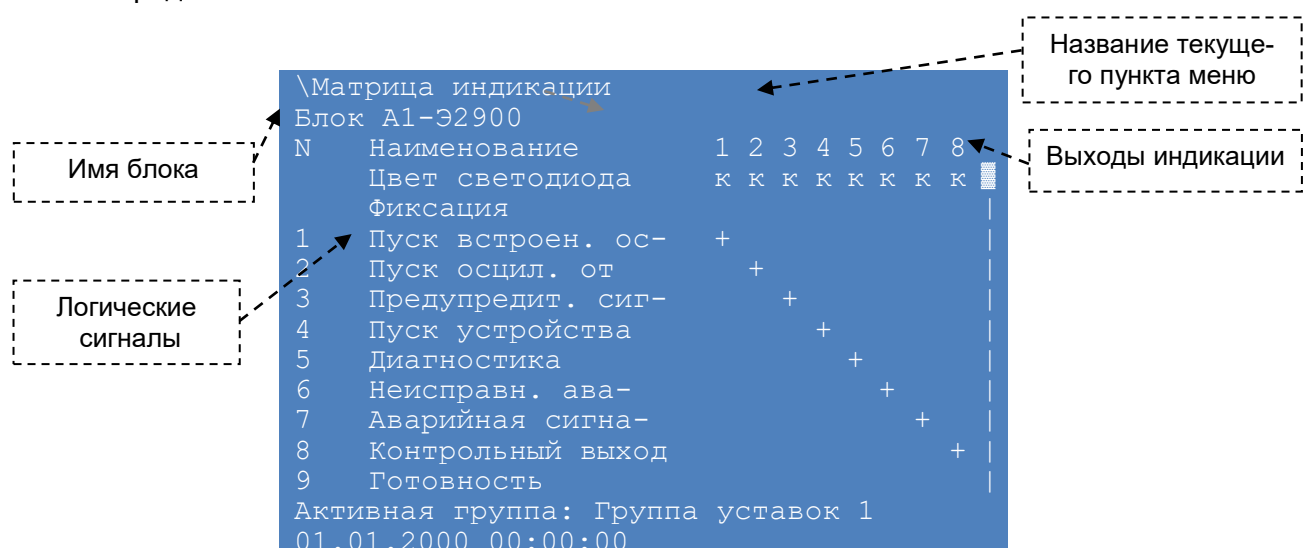 Название текуще-
го пункта меню
\Матрица индикации
Блок А1-Э2900
Имя блока
N Наименование 1 2 3 4 5 6 7 8
Выходы индикации
Цвет светодиода к к к к к к к к
Фиксация |
1 Пуск встроен. ос- + |
2 Пуск осцил. от + |
Логические
сигналы
3 Предупредит. сиг- + |
4 Пуск устройства + |
5 Диагностика + |
6 Неисправн. ава- + |
7 Аварийная сигна- + |
8 Контрольный выход + |
9 Готовность |
Активная группа: Группа уставок 1
01.01.2000 00:00:00